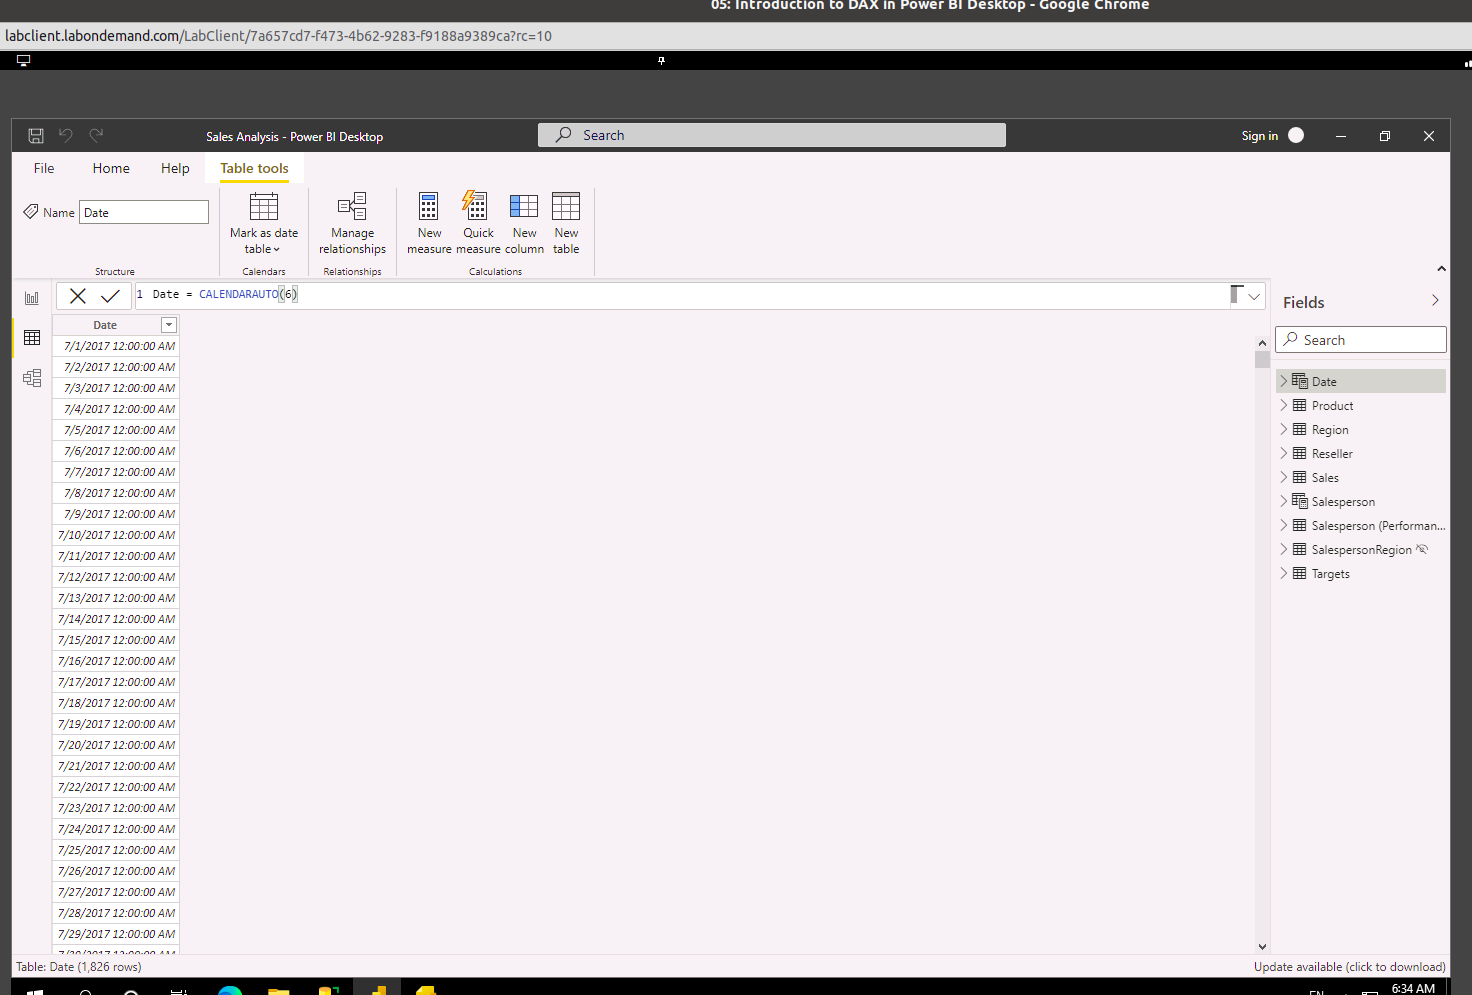 05: Introduction to DAX in Power BI Desktop - Google Chrome
labclient.labondemand.com/LabClient/7a657cd7-f473-4b62-9283-f9188a9389ca?rc=10
Sales Analysis - Power BI Desktop
Search
Sign in
File
Home
Help
Table tools
Name
Date
Structure
Mark as date
table
Calendars
Manage
relationships
Relationships
New
measure
Quick
measure
New
column
New
table
Calculations
1 Date = CALENDARAUTO(6)
Date
7/1/2017 12:00:00 AM
7/2/2017 12:00:00 AM
7/3/2017 12:00:00 AM
7/4/2017 12:00:00 AM
7/5/2017 12:00:00 AM
7/6/2017 12:00:00 AM
7/7/2017 12:00:00 AM
7/8/2017 12:00:00 AM
7/9/2017 12:00:00 AM
7/10/2017 12:00:00 AM
7/11/2017 12:00:00 AM
7/12/2017 12:00:00 AM
7/13/2017 12:00:00 AM
7/14/2017 12:00:00 AM
7/15/2017 12:00:00 AM
7/16/2017 12:00:00 AM
7/17/2017 12:00:00 AM
7/18/2017 12:00:00 AM
7/19/2017 12:00:00 AM
7/20/2017 12:00:00 AM
7/21/2017 12:00:00 AM
7/22/2017 12:00:00 AM
7/23/2017 12:00:00 AM
7/24/2017 12:00:00 AM
7/25/2017 12:00:00 AM
7/26/2017 12:00:00 AM
7/27/2017 12:00:00 AM
7/28/2017 12:00:00 AM
7/29/2017 12:00:00 AM
Fields
Search
Date
Product
Region
Reseller
Sales
Salesperson
Salesperson (Performan...
SalespersonRegion
Targets
Table: Date (1,826 rows)
Update available (click to download)
6:34 AM